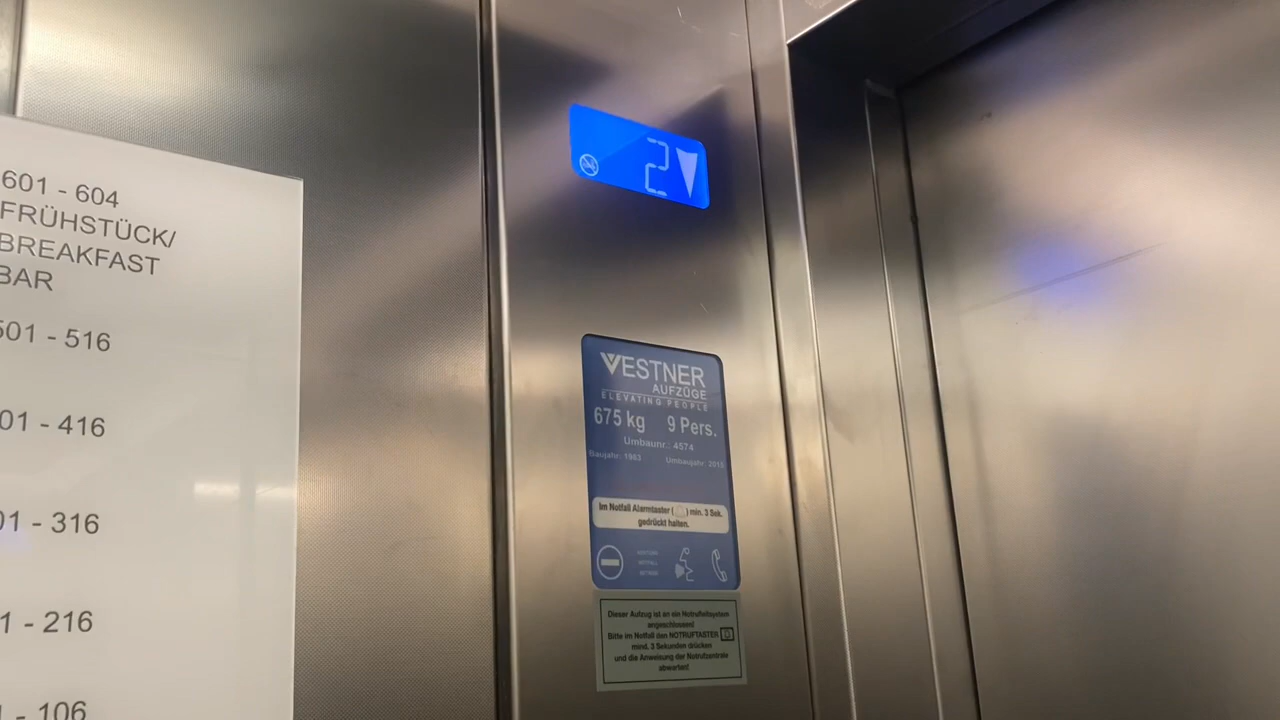 601 - 604
FRÜHSTÜCK/
BREAKFAST
BAR
501 - 516
01 - 416
01 - 316
1 - 216
- 106
2
VESTNER
AUFZÜGE
ELEVATING PEOPLE
675 kg 9 Pers.
Umbaunr.: 4574
Baujahr: 1983 Umbaujahr:
Im Notfall Alarmtaster ( ) min. 3 Sek.
gedrückt halten.
Dieser Aufzug ist an ein Notrufleitsystem
angeschlossen!
Bitte im Notfall den NOTRUFTASTER
mind. 3 Sekunden drücken
und die Anweisung der Notrufzentrale
abwarten!